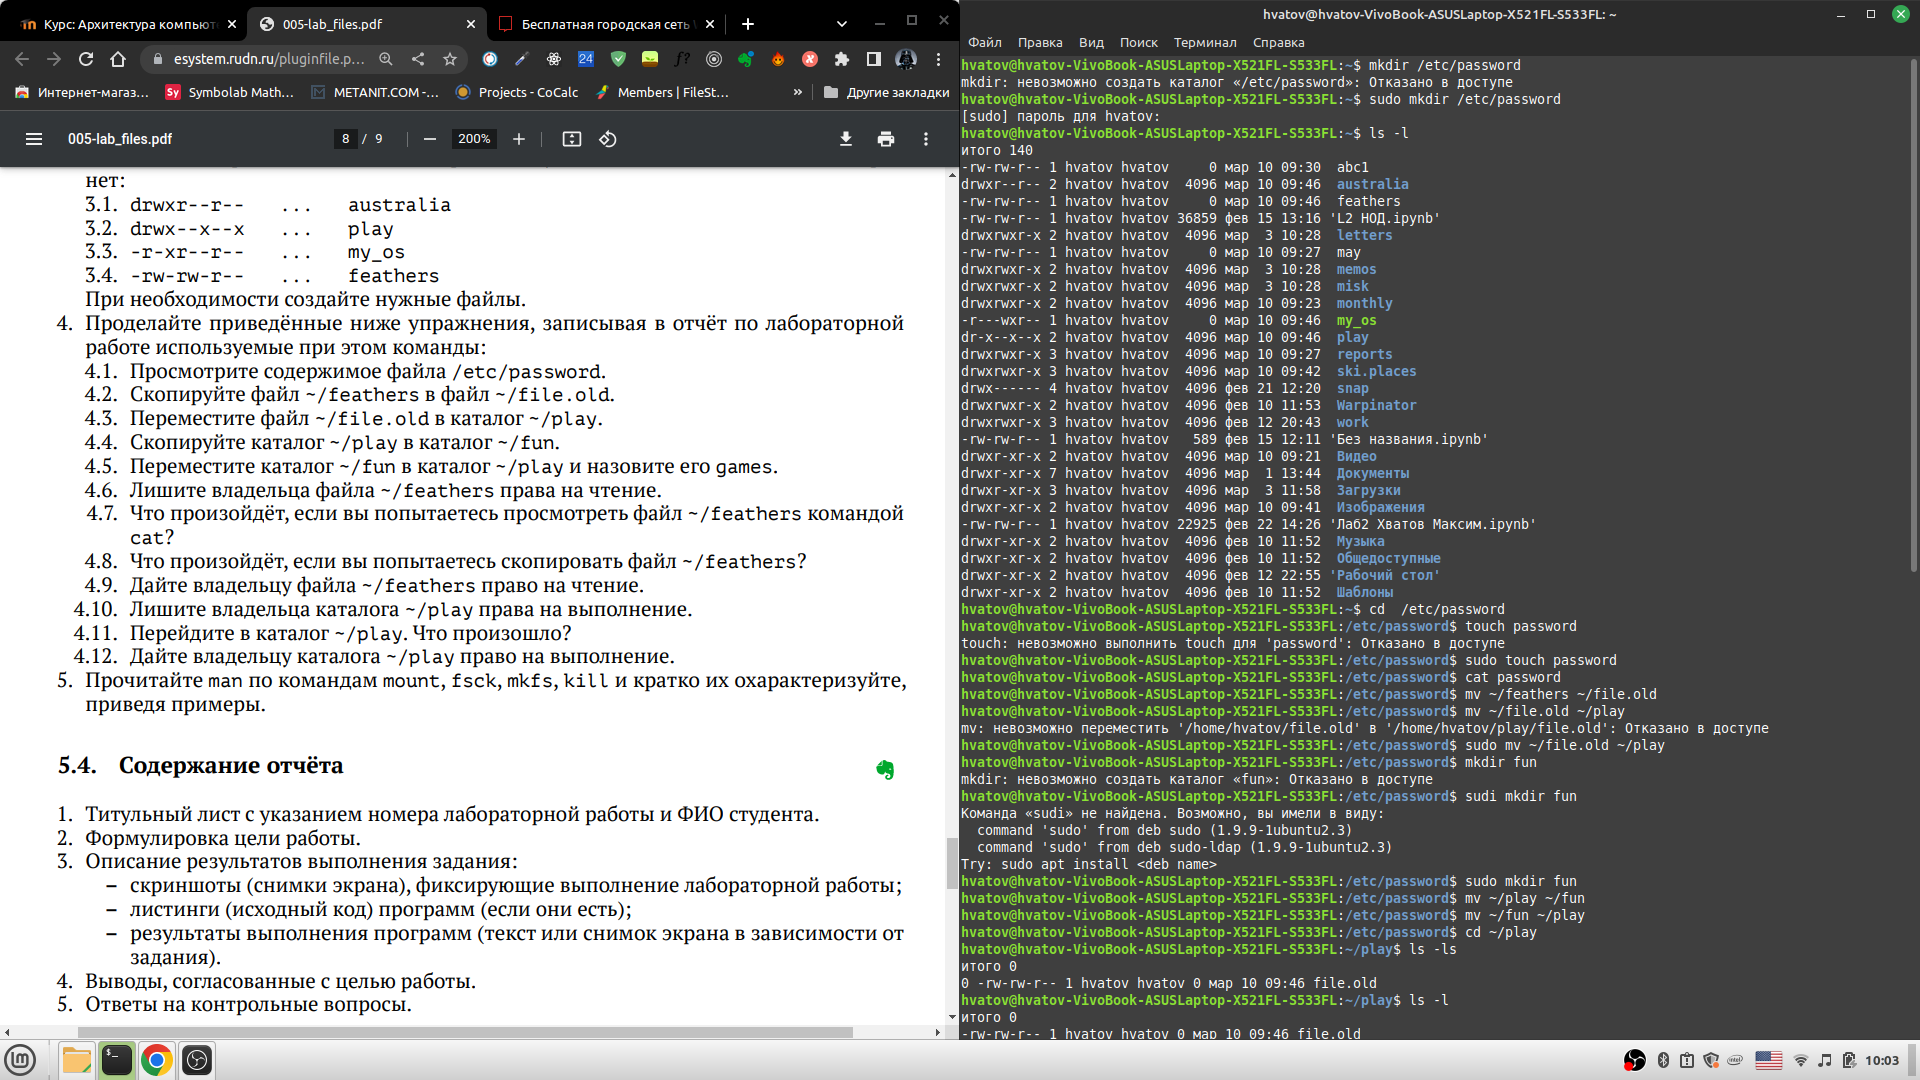 Курс: Архитектура компьют
005-lab_files.pdf
Бесплатная городская сеть
esystem.rudn.ru/pluginfile.p...
24
f?
Интернет-магаз...
Sy Symbolab Math...
METANIT.COM -...
Projects - CoCalc
Members | FileSt...
»
Другие закладки
005-lab_files.pdf
8 / 9
200%
нет:
3.1. drwxr--r-- ... australia
3.2. drwx--x--x ... play
3.3. -r-xr--r-- ... my_os
3.4. -rw-rw-r-- ... feathers
При необходимости создайте нужные файлы.
4. Проделайте приведённые ниже упражнения, записывая в отчёт по лабораторной
работе используемые при этом команды:
4.1. Просмотрите содержимое файла /etc/password.
4.2. Скопируйте файл ~/feathers в файл ~/file.old.
4.3. Переместите файл ~/file.old в каталог ~/play.
4.4. Скопируйте каталог ~/play в каталог ~/fun.
4.5. Переместите каталог ~/fun в каталог ~/play и назовите его games.
4.6. Лишите владельца файла ~/feathers права на чтение.
4.7. Что произойдёт, если вы попытаетесь просмотреть файл ~/feathers командой
cat?
4.8. Что произойдёт, если вы попытаетесь скопировать файл ~/feathers?
4.9. Дайте владельцу файла ~/feathers право на чтение.
4.10. Лишите владельца каталога ~/play права на выполнение.
4.11. Перейдите в каталог ~/play. Что произошло?
4.12. Дайте владельцу каталога ~/play право на выполнение.
5. Прочитайте man по командам mount, fsck, mkfs, kill и кратко их охарактеризуйте,
приведя примеры.
5.4. Содержание отчёта
1. Титульный лист с указанием номера лабораторной работы и ФИО студента.
2. Формулировка цели работы.
3. Описание результатов выполнения задания:
– скриншоты (снимки экрана), фиксирующие выполнение лабораторной работы;
– листинги (исходный код) программ (если они есть);
– результаты выполнения программ (текст или снимок экрана в зависимости от
задания).
4. Выводы, согласованные с целью работы.
5. Ответы на контрольные вопросы.
hvatov@hvatov-VivoBook-ASUSLaptop-X521FL-S533FL: ~
Файл Правка Вид Поиск Терминал Справка
hvatov@hvatov-VivoBook-ASUSLaptop-X521FL-S533FL:~$ mkdir /etc/password
mkdir: невозможно создать каталог «/etc/password»: Отказано в доступе
hvatov@hvatov-VivoBook-ASUSLaptop-X521FL-S533FL:~$ sudo mkdir /etc/password
[sudo] пароль для hvatov:
hvatov@hvatov-VivoBook-ASUSLaptop-X521FL-S533FL:~$ ls -l
итого 140
-rw-rw-r-- 1 hvatov hvatov 0 мар 10 09:30 abc1
drwxr--r-- 2 hvatov hvatov 4096 мар 10 09:46 australia
-rw-rw-r-- 1 hvatov hvatov 0 мар 10 09:46 feathers
-rw-rw-r-- 1 hvatov hvatov 36859 фев 15 13:16 'L2 НОД.ipynb'
drwxrwxr-x 2 hvatov hvatov 4096 мар 3 10:28 letters
-rw-rw-r-- 1 hvatov hvatov 0 мар 10 09:27 may
drwxrwxr-x 2 hvatov hvatov 4096 мар 3 10:28 memos
drwxrwxr-x 2 hvatov hvatov 4096 мар 3 10:28 misk
drwxrwxr-x 2 hvatov hvatov 4096 мар 10 09:23 monthly
-r---wxr-- 1 hvatov hvatov 0 мар 10 09:46 my_os
dr-x--x--x 2 hvatov hvatov 4096 мар 10 09:46 play
drwxrwxr-x 3 hvatov hvatov 4096 мар 10 09:27 reports
drwxrwxr-x 3 hvatov hvatov 4096 мар 10 09:42 ski.places
drwx------ 4 hvatov hvatov 4096 фев 21 12:20 snap
drwxrwxr-x 2 hvatov hvatov 4096 фев 10 11:53 Warpinator
drwxrwxr-x 3 hvatov hvatov 4096 фев 12 20:43 work
-rw-rw-r-- 1 hvatov hvatov 589 фев 15 12:11 'Без названия.ipynb'
drwxr-xr-x 2 hvatov hvatov 4096 мар 10 09:21 Видео
drwxr-xr-x 7 hvatov hvatov 4096 мар 1 13:44 Документы
drwxr-xr-x 3 hvatov hvatov 4096 мар 3 11:58 Загрузки
drwxr-xr-x 2 hvatov hvatov 4096 мар 10 09:41 Изображения
-rw-rw-r-- 1 hvatov hvatov 22925 фев 22 14:26 'Лаб2 Хватов Максим.ipynb'
drwxr-xr-x 2 hvatov hvatov 4096 фев 10 11:52 Музыка
drwxr-xr-x 2 hvatov hvatov 4096 фев 10 11:52 Общедоступные
drwxr-xr-x 2 hvatov hvatov 4096 фев 12 22:55 'Рабочий стол'
drwxr-xr-x 2 hvatov hvatov 4096 фев 10 11:52 Шаблоны
hvatov@hvatov-VivoBook-ASUSLaptop-X521FL-S533FL:~$ cd /etc/password
hvatov@hvatov-VivoBook-ASUSLaptop-X521FL-S533FL:/etc/password$ touch password
touch: невозможно выполнить touch для 'password': Отказано в доступе
hvatov@hvatov-VivoBook-ASUSLaptop-X521FL-S533FL:/etc/password$ sudo touch password
hvatov@hvatov-VivoBook-ASUSLaptop-X521FL-S533FL:/etc/password$ cat password
hvatov@hvatov-VivoBook-ASUSLaptop-X521FL-S533FL:/etc/password$ mv ~/feathers ~/file.old
hvatov@hvatov-VivoBook-ASUSLaptop-X521FL-S533FL:/etc/password$ mv ~/file.old ~/play
mv: невозможно переместить '/home/hvatov/file.old' в '/home/hvatov/play/file.old': Отказано в доступе
hvatov@hvatov-VivoBook-ASUSLaptop-X521FL-S533FL:/etc/password$ sudo mv ~/file.old ~/play
hvatov@hvatov-VivoBook-ASUSLaptop-X521FL-S533FL:/etc/password$ mkdir fun
mkdir: невозможно создать каталог «fun»: Отказано в доступе
hvatov@hvatov-VivoBook-ASUSLaptop-X521FL-S533FL:/etc/password$ sudi mkdir fun
Команда «sudi» не найдена. Возможно, вы имели в виду:
command 'sudo' from deb sudo (1.9.9-1ubuntu2.3)
command 'sudo' from deb sudo-ldap (1.9.9-1ubuntu2.3)
Try: sudo apt install <deb name>
hvatov@hvatov-VivoBook-ASUSLaptop-X521FL-S533FL:/etc/password$ sudo mkdir fun
hvatov@hvatov-VivoBook-ASUSLaptop-X521FL-S533FL:/etc/password$ mv ~/play ~/fun
hvatov@hvatov-VivoBook-ASUSLaptop-X521FL-S533FL:/etc/password$ mv ~/fun ~/play
hvatov@hvatov-VivoBook-ASUSLaptop-X521FL-S533FL:/etc/password$ cd ~/play
hvatov@hvatov-VivoBook-ASUSLaptop-X521FL-S533FL:~/play$ ls -ls
итого 0
0 -rw-rw-r-- 1 hvatov hvatov 0 мар 10 09:46 file.old
hvatov@hvatov-VivoBook-ASUSLaptop-X521FL-S533FL:~/play$ ls -l
итого 0
-rw-rw-r-- 1 hvatov hvatov 0 мар 10 09:46 file.old
10:03